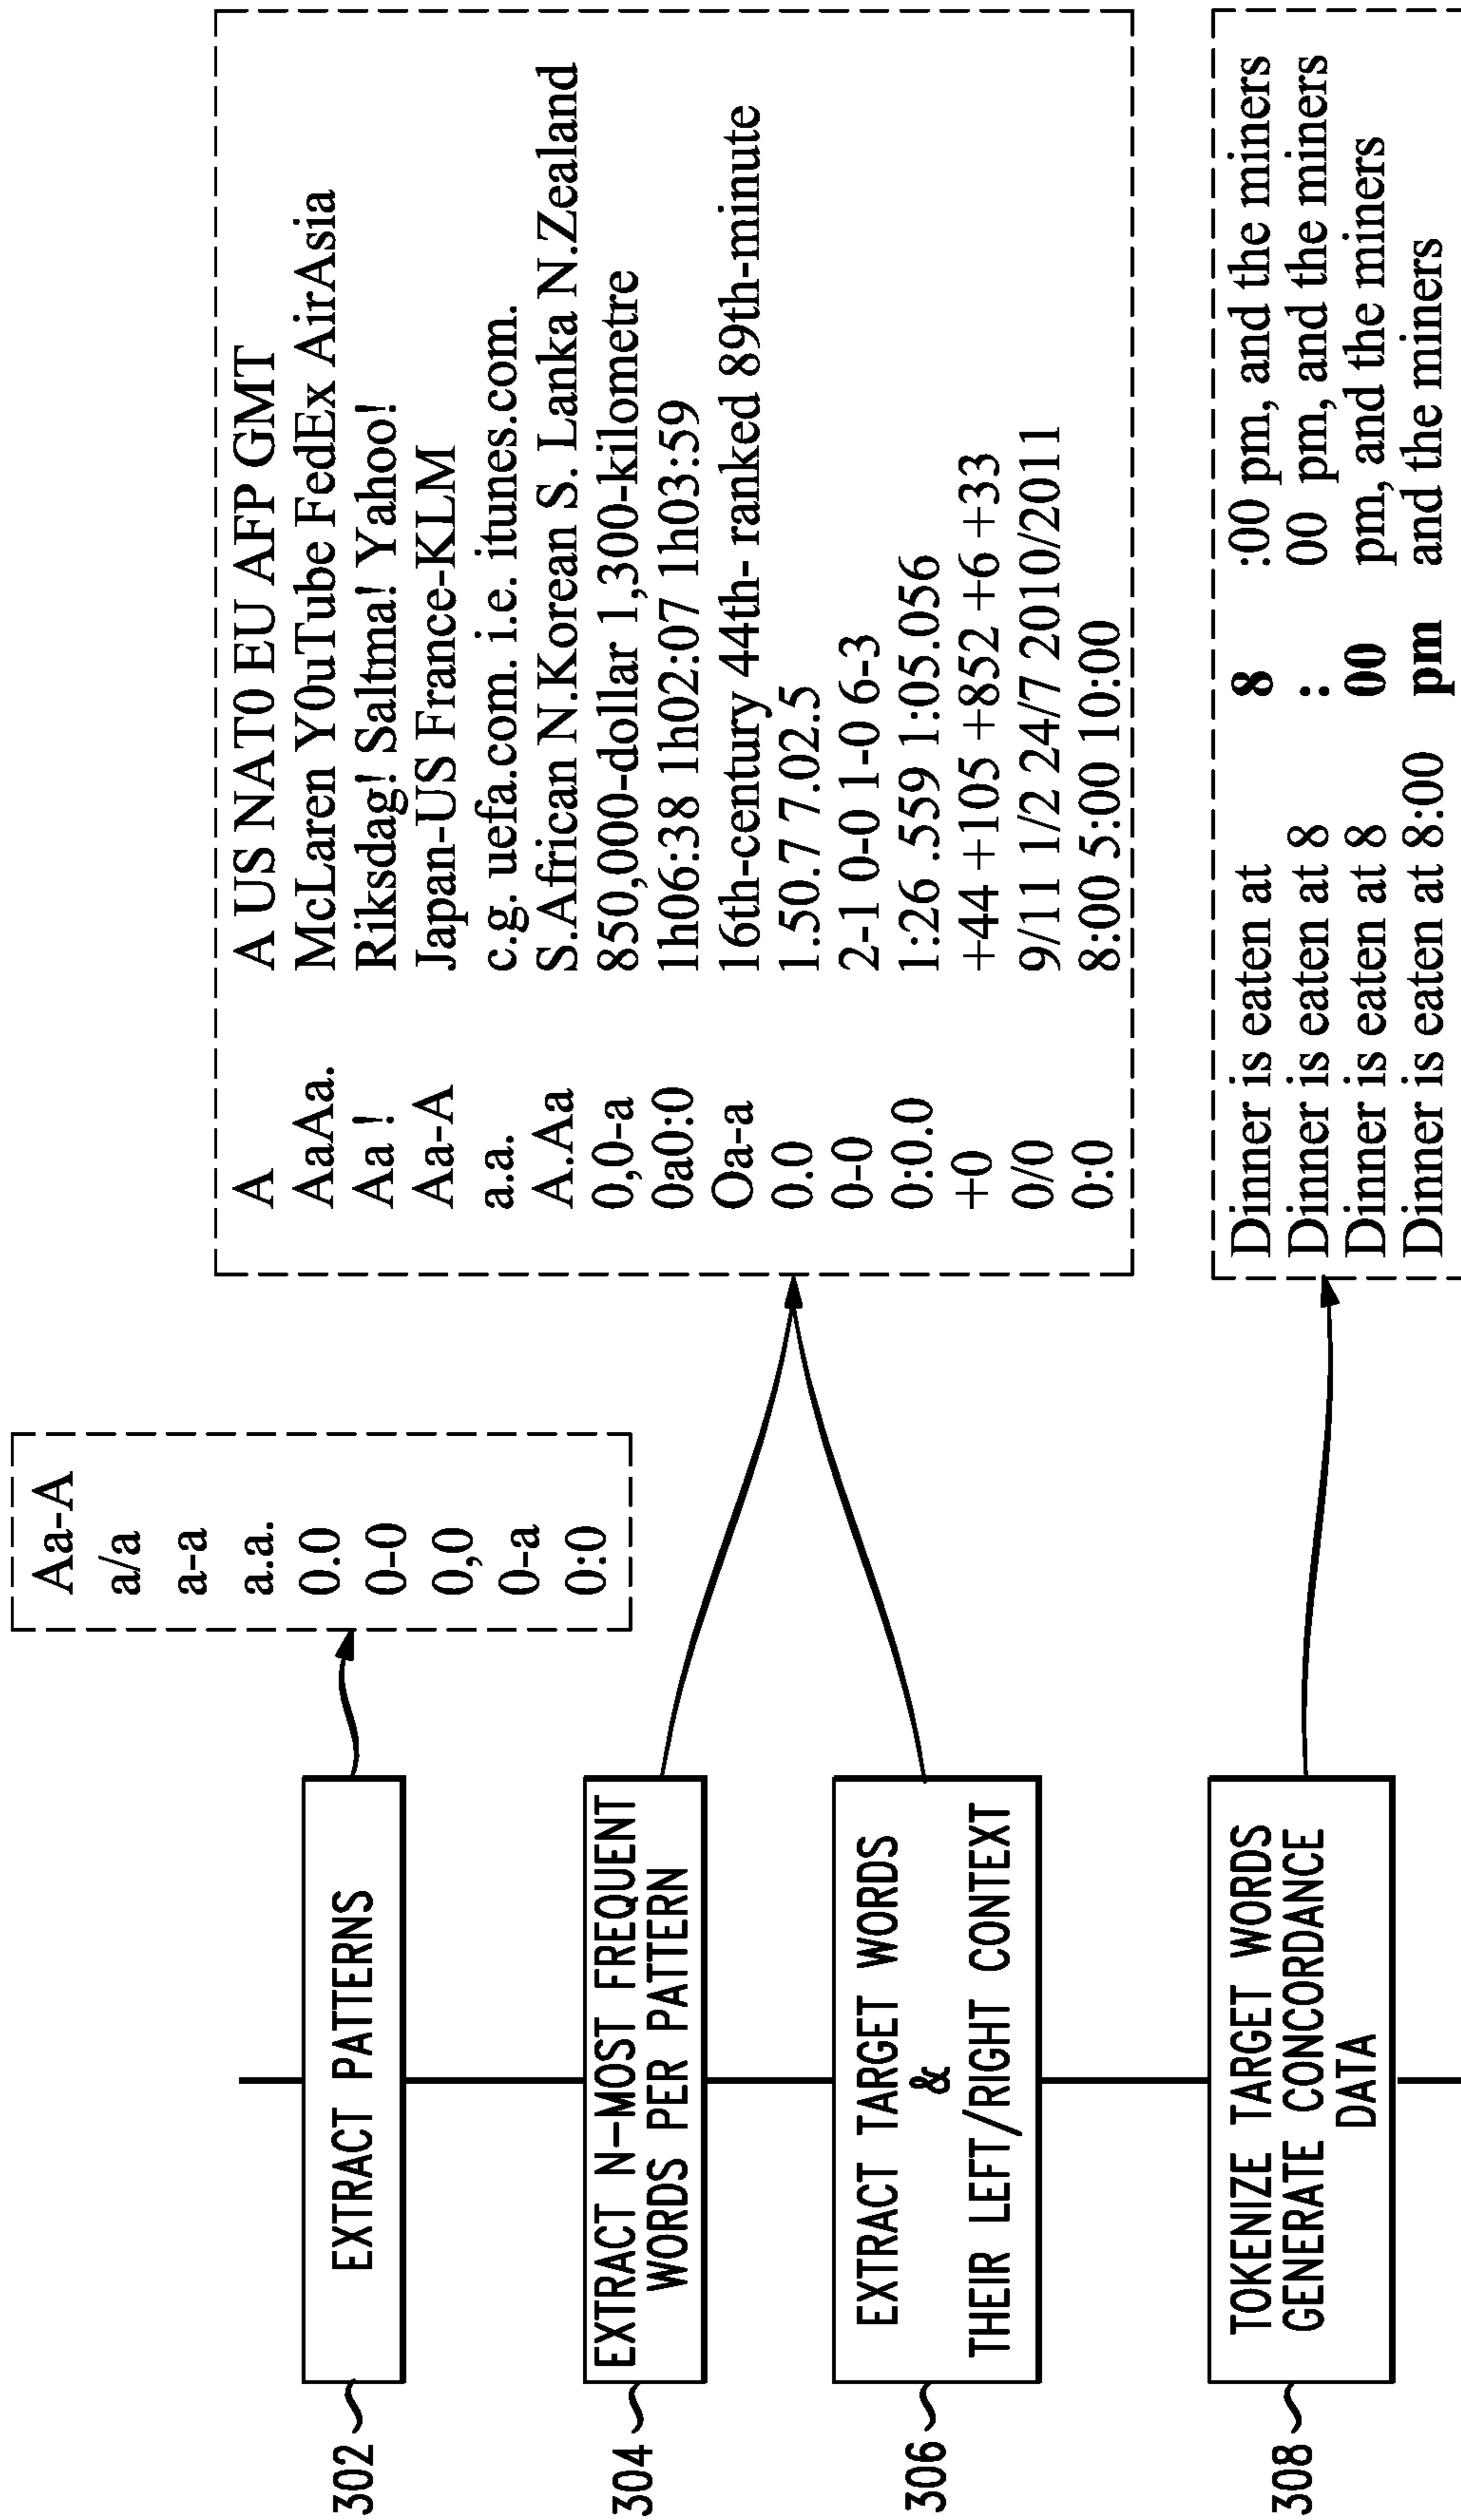 302
EXTRACT PATTERNS
Aa-A
a/a
a-a
a.a.
0.0
0-0
0,0
0-a
0:0
304
EXTRACT N-MOST FREQUENT
WORDS PER PATTERN
306
EXTRACT TARGET WORDS
&
THEIR LEFT/RIGHT CONTEXT
A A US NAT0 EU AFP GMT
AaAa. McLaren Y0uTube FedEx AirAsia
Aa ! Riksdag! Saltma! Yahoo!
Aa-A Japan-US France-KLM
a.a. c.g. uefa.com. i.e. itunes.com.
A.Aa S.African N.Korean S. Lanka N.Zealand
0,0-a 850,000-dollar 1,300-kilometre
0a0:0 1h06:38 1h02:07 1h03:59
Oa-a 16th-century 44th- ranked 89th-minute
0.0 1.50.7 7.02.5
0-0 2-1 0-0 1-0 6-3
0:0.0 1:26 .559 1:05.056
+0 +44 +105 +852 +6 +33
0/0 9/11 1/2 24/7 2010/2011
0:0 8:00 5:00 10:00
308
TOKENIZE TARGET WORDS
GENERATE CONCORDANCE
DATA
Dinner is eaten at 8 :00 pm, and the miners
Dinner is eaten at 8 : 00 pm, and the miners
Dinner is eaten at 8 00 pm, and the miners
Dinner is eaten at 8:00 pm and the miners